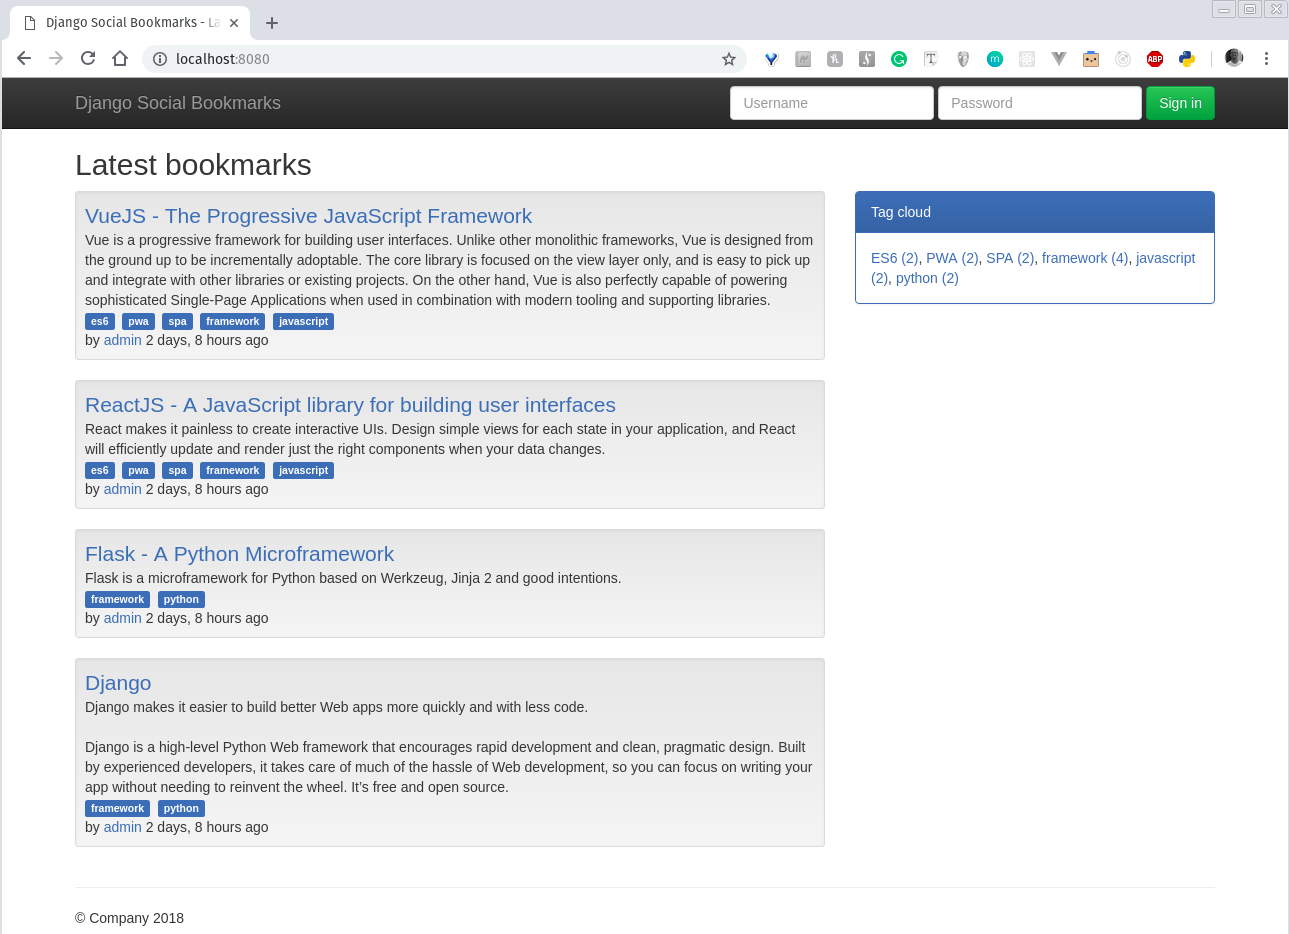 Django Social Bookmarks - La
localhost:8080
ABP
Django Social Bookmarks
Username
Password
Sign in
Latest bookmarks
VueJS - The Progressive JavaScript Framework
Vue is a progressive framework for building user interfaces. Unlike other monolithic frameworks, Vue is designed from
the ground up to be incrementally adoptable. The core library is focused on the view layer only, and is easy to pick up
and integrate with other libraries or existing projects. On the other hand, Vue is also perfectly capable of powering
sophisticated Single-Page Applications when used in combination with modern tooling and supporting libraries.
es6 pwa spa framework javascript
by admin 2 days, 8 hours ago
ReactJS - A JavaScript library for building user interfaces
React makes it painless to create interactive UIs. Design simple views for each state in your application, and React
will efficiently update and render just the right components when your data changes.
es6 pwa spa framework javascript
by admin 2 days, 8 hours ago
Flask - A Python Microframework
Flask is a microframework for Python based on Werkzeug, Jinja 2 and good intentions.
framework python
by admin 2 days, 8 hours ago
Django
Django makes it easier to build better Web apps more quickly and with less code.
Django is a high-level Python Web framework that encourages rapid development and clean, pragmatic design. Built
by experienced developers, it takes care of much of the hassle of Web development, so you can focus on writing your
app without needing to reinvent the wheel. It’s free and open source.
framework python
by admin 2 days, 8 hours ago
Tag cloud
ES6 (2), PWA (2), SPA (2), framework (4), javascript
(2), python (2)
© Company 2018